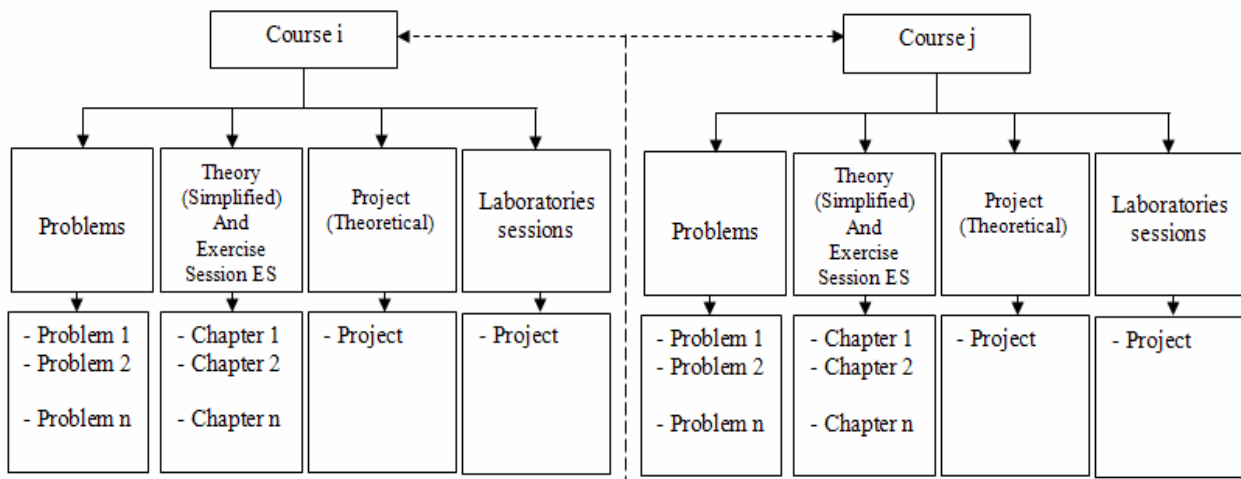 Course i
Course j
Problems
Theory
(Simplified)
And
Exercise
Session ES
Project
(Theoretical)
Laboratories
sessions
Problems
Theory
(Simplified)
And
Exercise
Session ES
Project
(Theoretical)
Laboratories
sessions
- Problem 1
- Problem 2
- Problem n
- Chapter 1
- Chapter 2
- Chapter n
- Project
- Project
- Problem 1
- Problem 2
- Problem n
- Chapter 1
- Chapter 2
- Chapter n
- Project
- Project